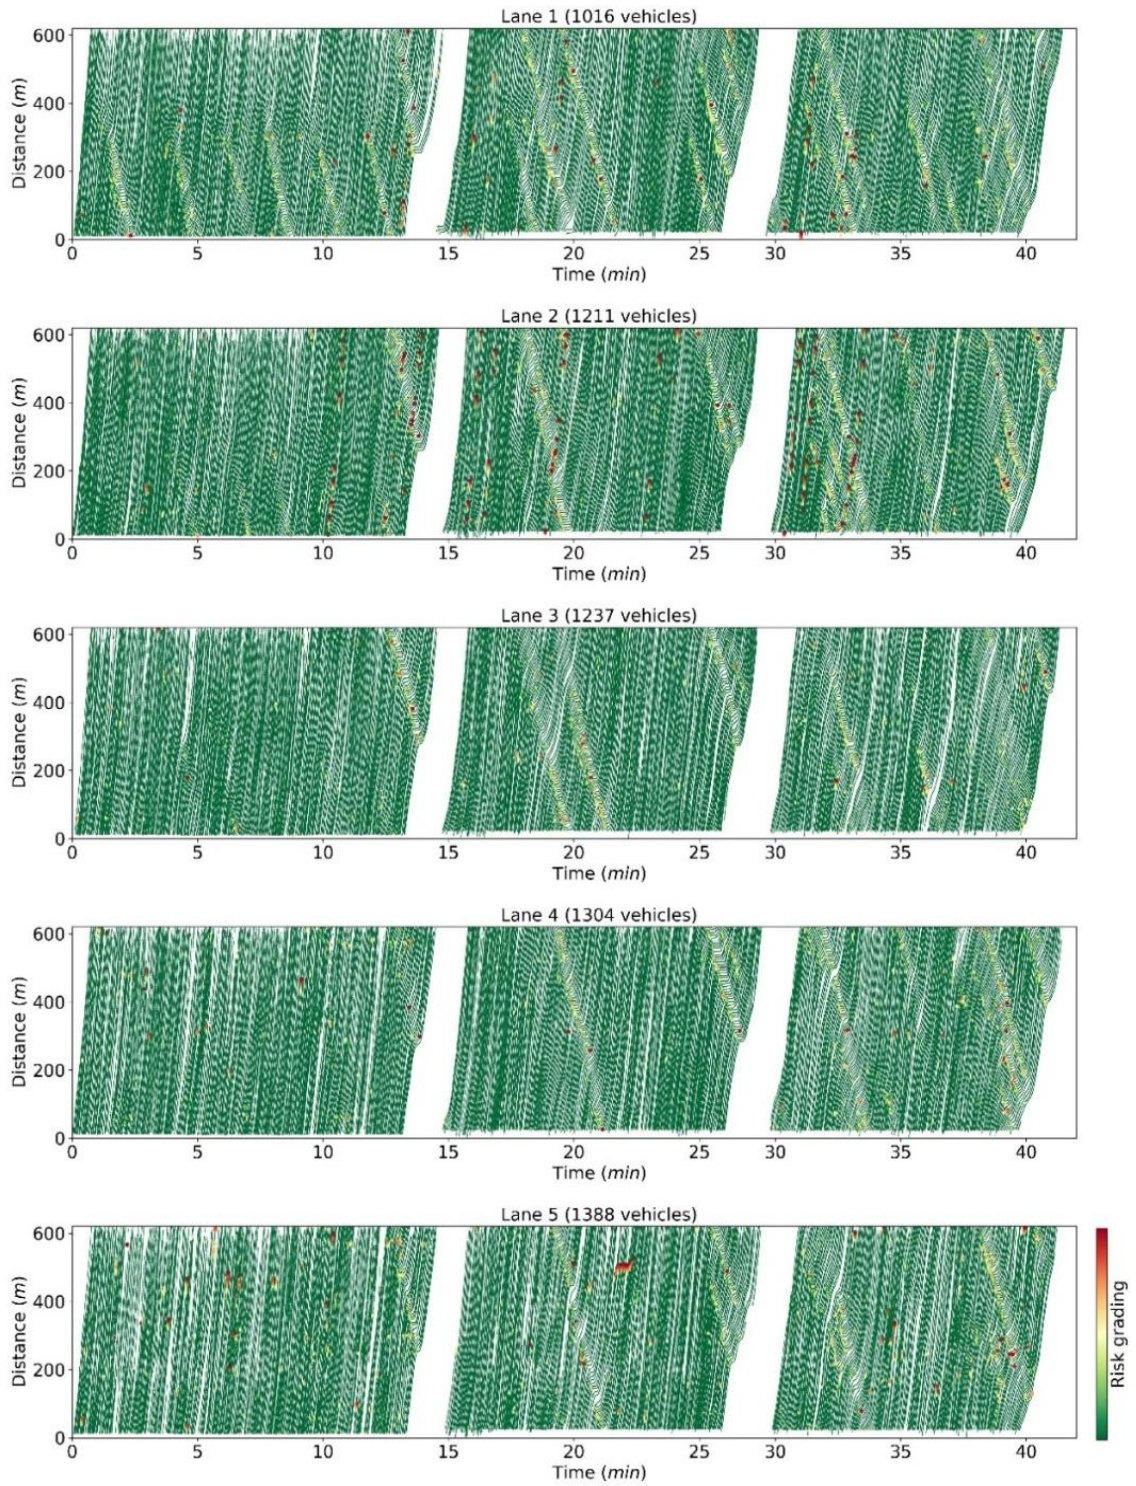 Lane 1 (1016 vehicles)
600
400
200
0
Distance (m)
0 5 10 15 20 25 30 35 40
Time (min)
Lane 2 (1211 vehicles)
600
400
200
0
Distance (m)
0 5 10 15 20 25 30 35 40
Time (min)
Lane 3 (1237 vehicles)
600
400
200
0
Distance (m)
0 5 10 15 20 25 30 35 40
Time (min)
Lane 4 (1304 vehicles)
600
400
200
0
Distance (m)
0 5 10 15 20 25 30 35 40
Time (min)
Lane 5 (1388 vehicles)
600
400
200
0
Distance (m)
0 5 10 15 20 25 30 35 40
Time (min)
Risk grading